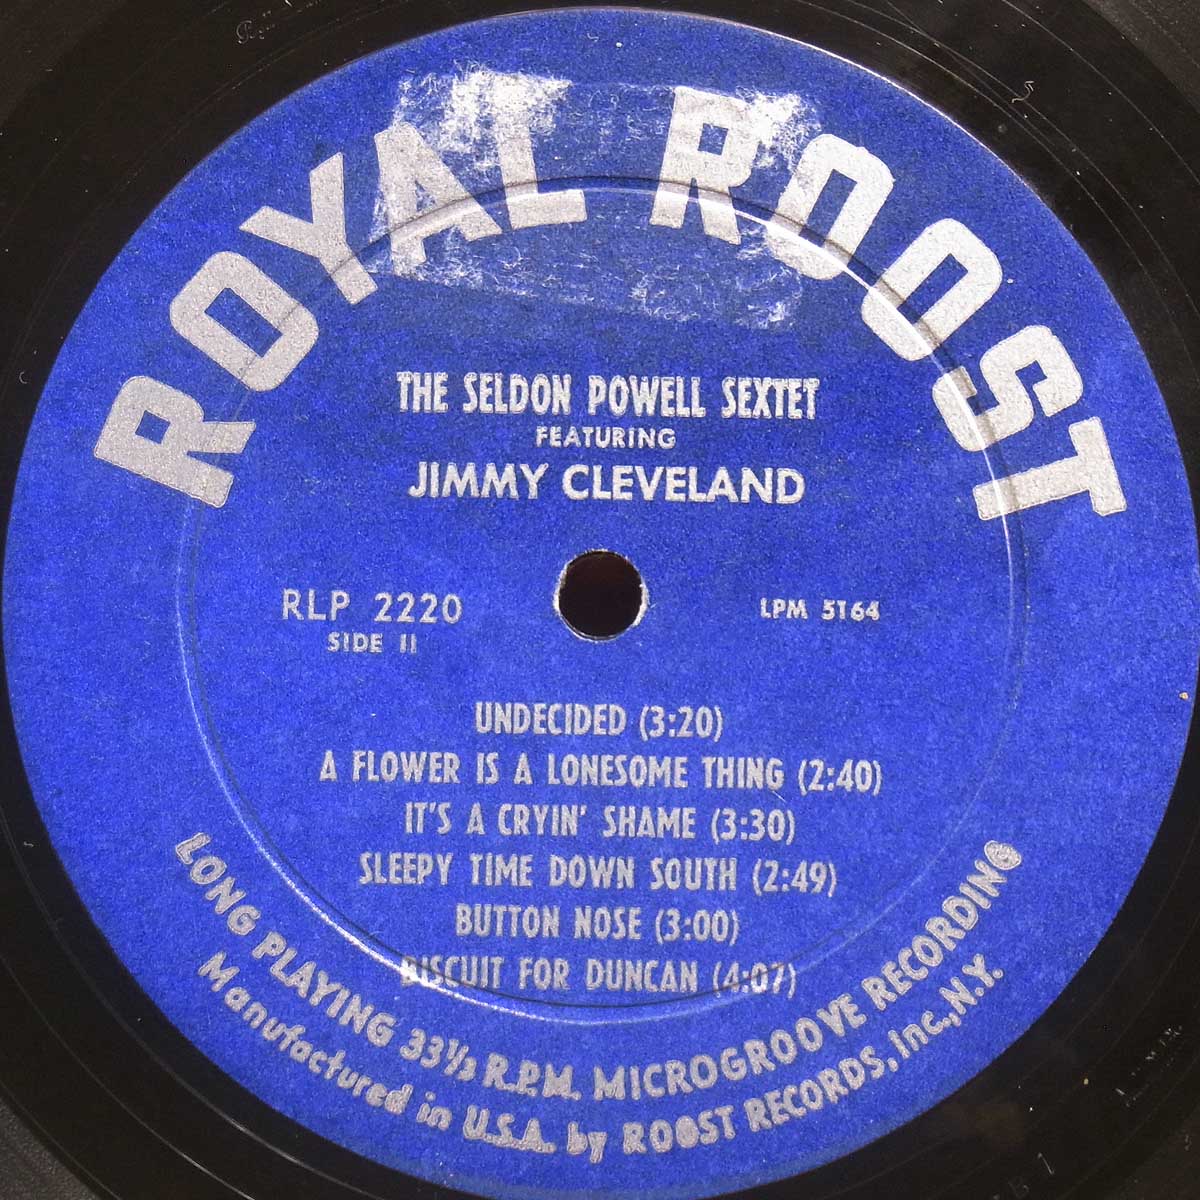 ROYAL ROOST
THE SELDON POWELL SEXTET
FEATURING
JIMMY CLEVELAND
RLP 2220
SIDE II
LPM 5164
UNDECIDED (3:20)
A FLOWER IS A LONESOME THING (2:40)
IT'S A CRYIN' SHAME (3:30)
SLEEPY TIME DOWN SOUTH (2:49)
BUTTON NOSE (3:00)
BISCUIT FOR DUNCAN (4:07)
LONG PLAYING 33⅓ R.P.M. MICROGROOVE RECORDING
Manufactured in U.S.A. by ROOST RECORDS, Inc., N.Y.